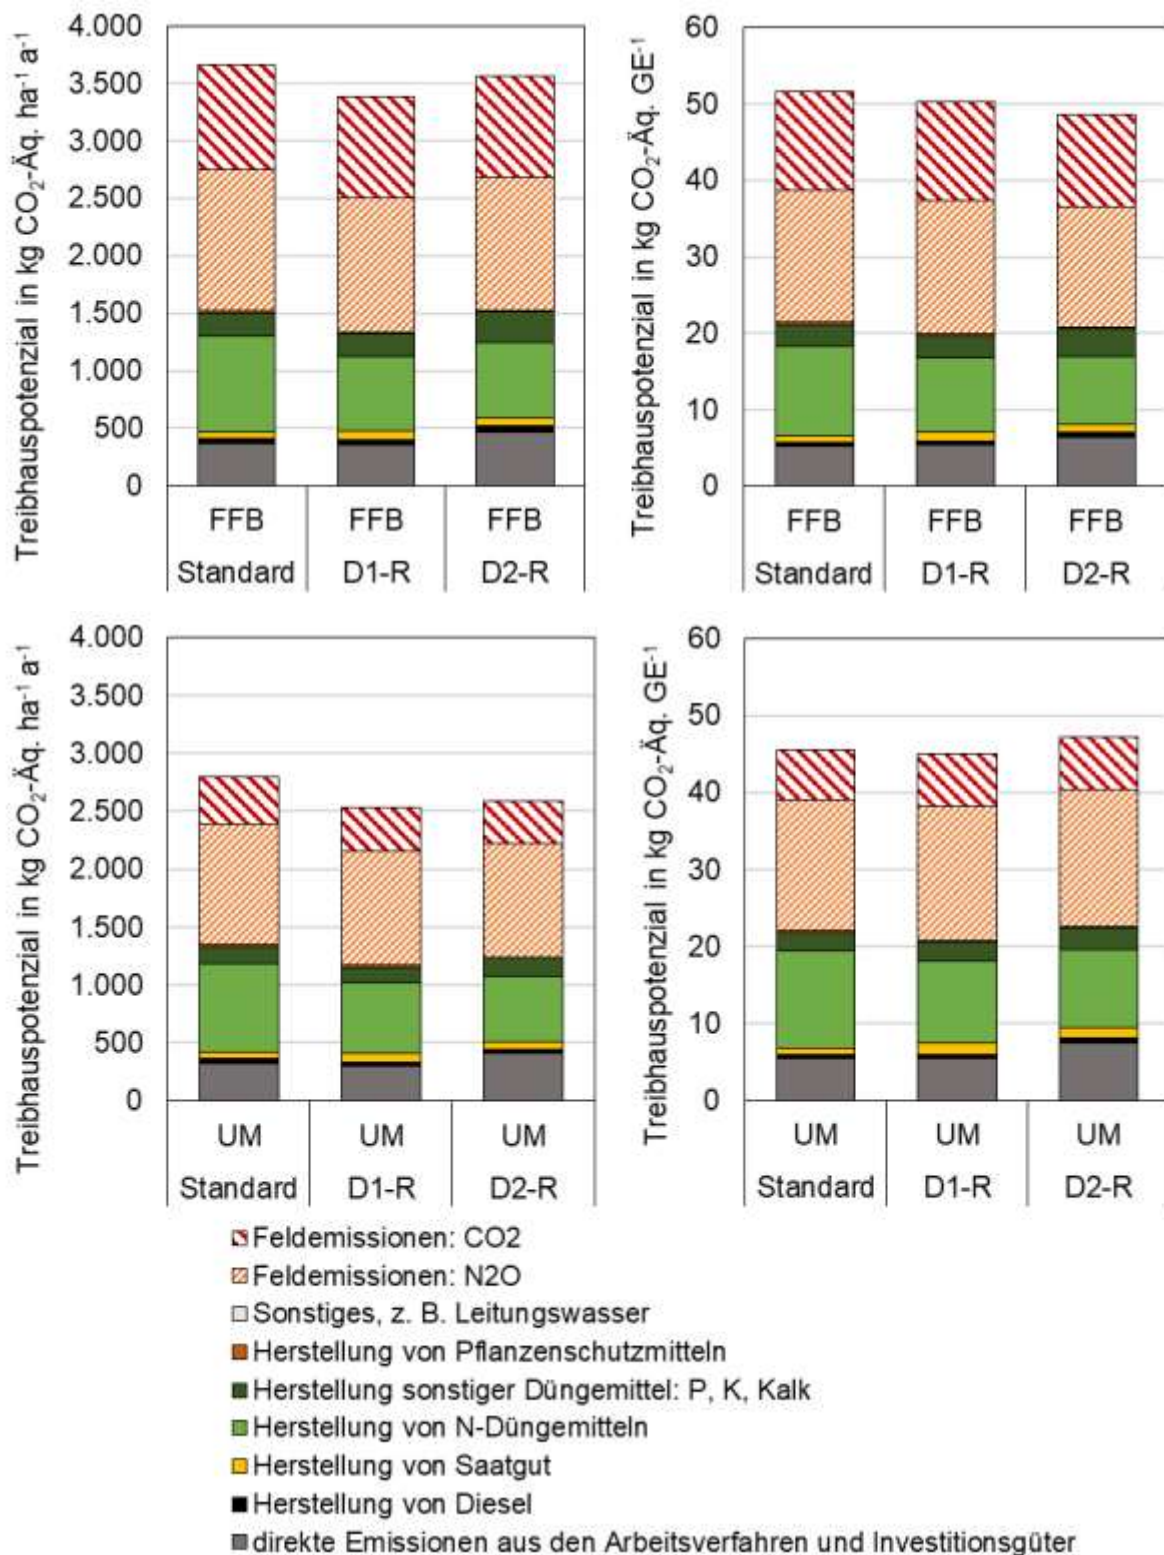 Treibhauspotenzial in kg CO₂-Äq. ha⁻¹ a⁻¹
4.000
3.500
3.000
2.500
2.000
1.500
1.000
500
0
FFB FFB FFB
Standard D1-R D2-R
Treibhauspotenzial in kg CO₂-Äq. GE⁻¹
60
50
40
30
20
10
0
FFB FFB FFB
Standard D1-R D2-R
Treibhauspotenzial in kg CO₂-Äq. ha⁻¹ a⁻¹
4.000
3.500
3.000
2.500
2.000
1.500
1.000
500
0
UM UM UM
Standard D1-R D2-R
Treibhauspotenzial in kg CO₂-Äq. GE⁻¹
60
50
40
30
20
10
0
UM UM UM
Standard D1-R D2-R
Feldemissionen: CO2
Feldemissionen: N2O
Sonstiges, z. B. Leitungswasser
Herstellung von Pflanzenschutzmitteln
Herstellung sonstiger Düngemittel: P, K, Kalk
Herstellung von N-Düngemitteln
Herstellung von Saatgut
Herstellung von Diesel
direkte Emissionen aus den Arbeitsverfahren und Investitionsgüter